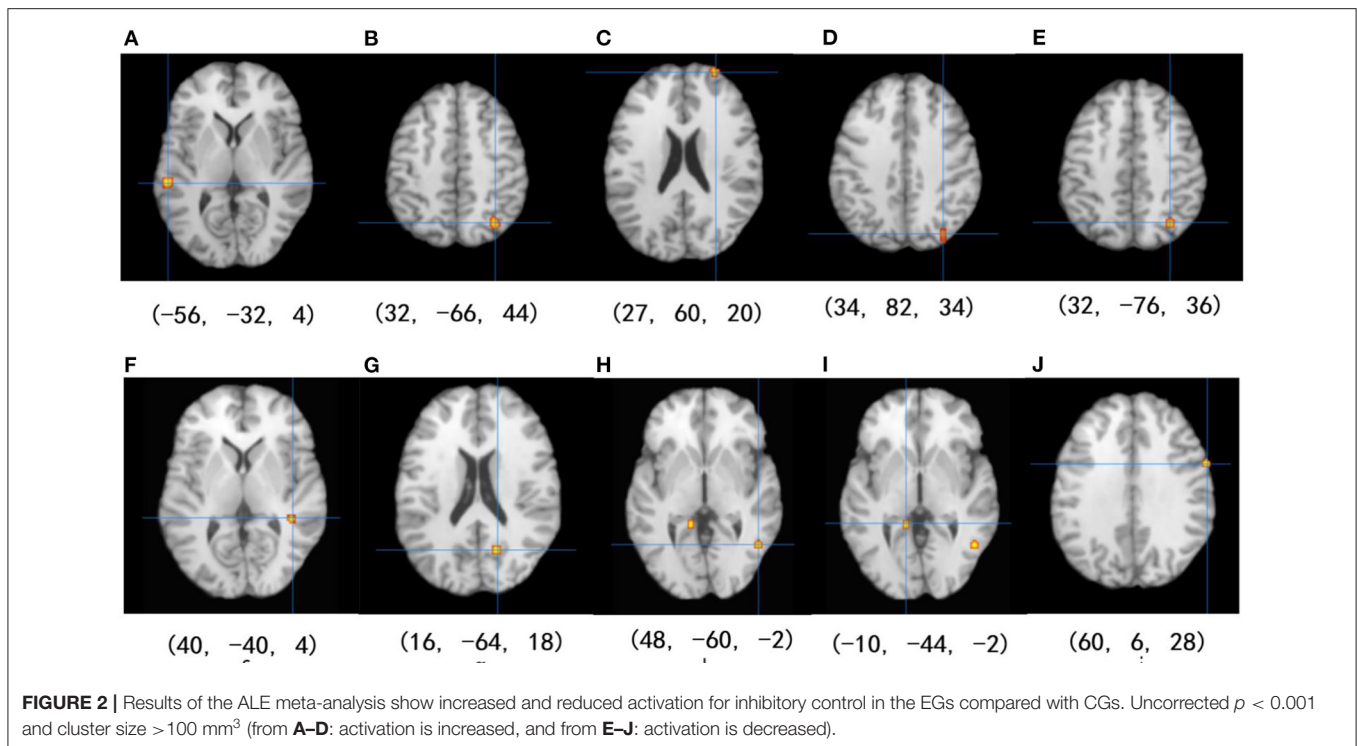 A B C D E
(−56, −32, 4) (32, −66, 44) (27, 60, 20) (34, 82, 34) (32, −76, 36)
F G H I J
(40, −40, 4) (16, −64, 18) (48, −60, −2) (−10, −44, −2) (60, 6, 28)
FIGURE 2 | Results of the ALE meta-analysis show increased and reduced activation for inhibitory control in the EGs compared with CGs. Uncorrected p < 0.001
and cluster size >100 mm³ (from A–D: activation is increased, and from E–J: activation is decreased).